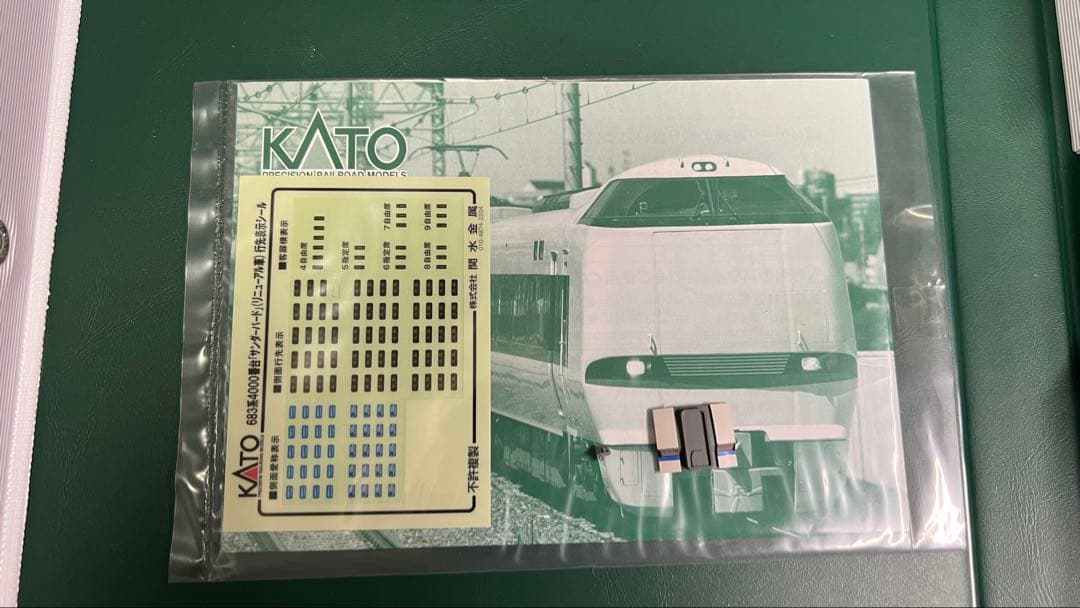 KATO
PRECISION RAILROAD MODELS
KATO 683系4000番台「サンダーバード」(リニューアル車) 行先表示シール
■側面愛称表示
■側面行先表示
■客扉横表示
4自由席
5指定席
6指定席
7自由席
8自由席
9自由席
不許複製
株式会社 関水金属